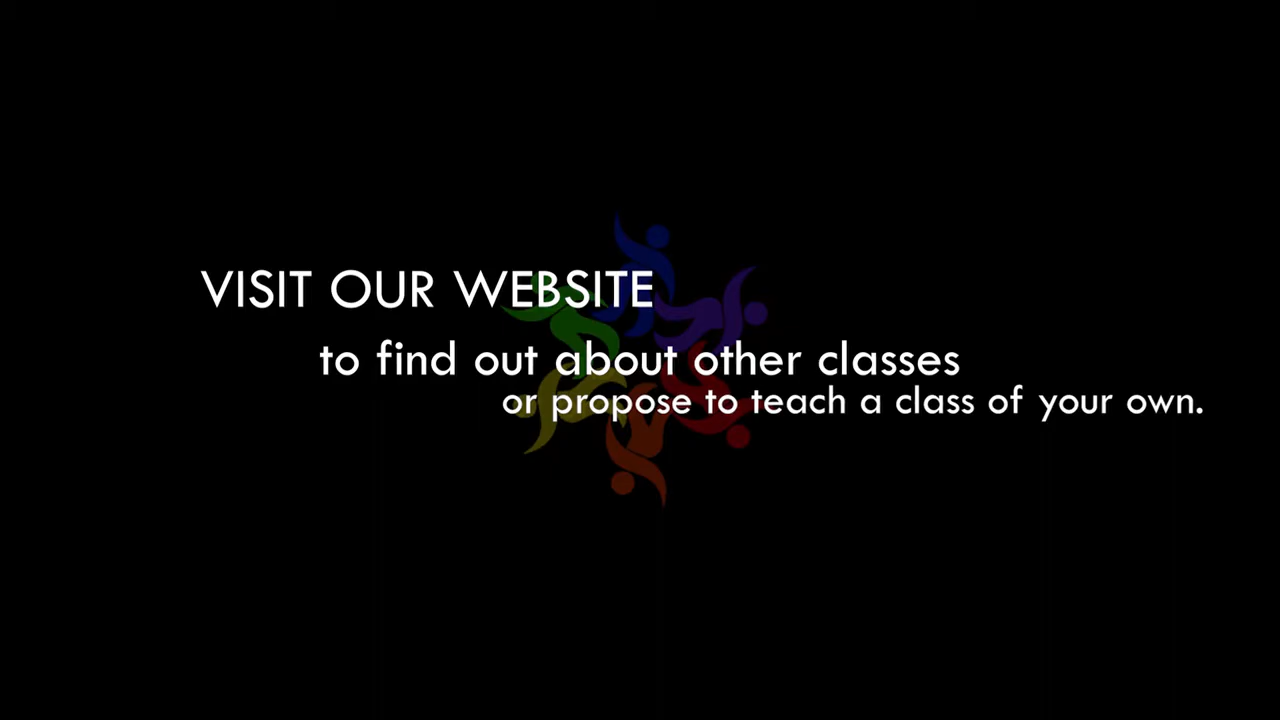 VISIT OUR WEBSITE
to find out about other classes
or propose to teach a class of your own.